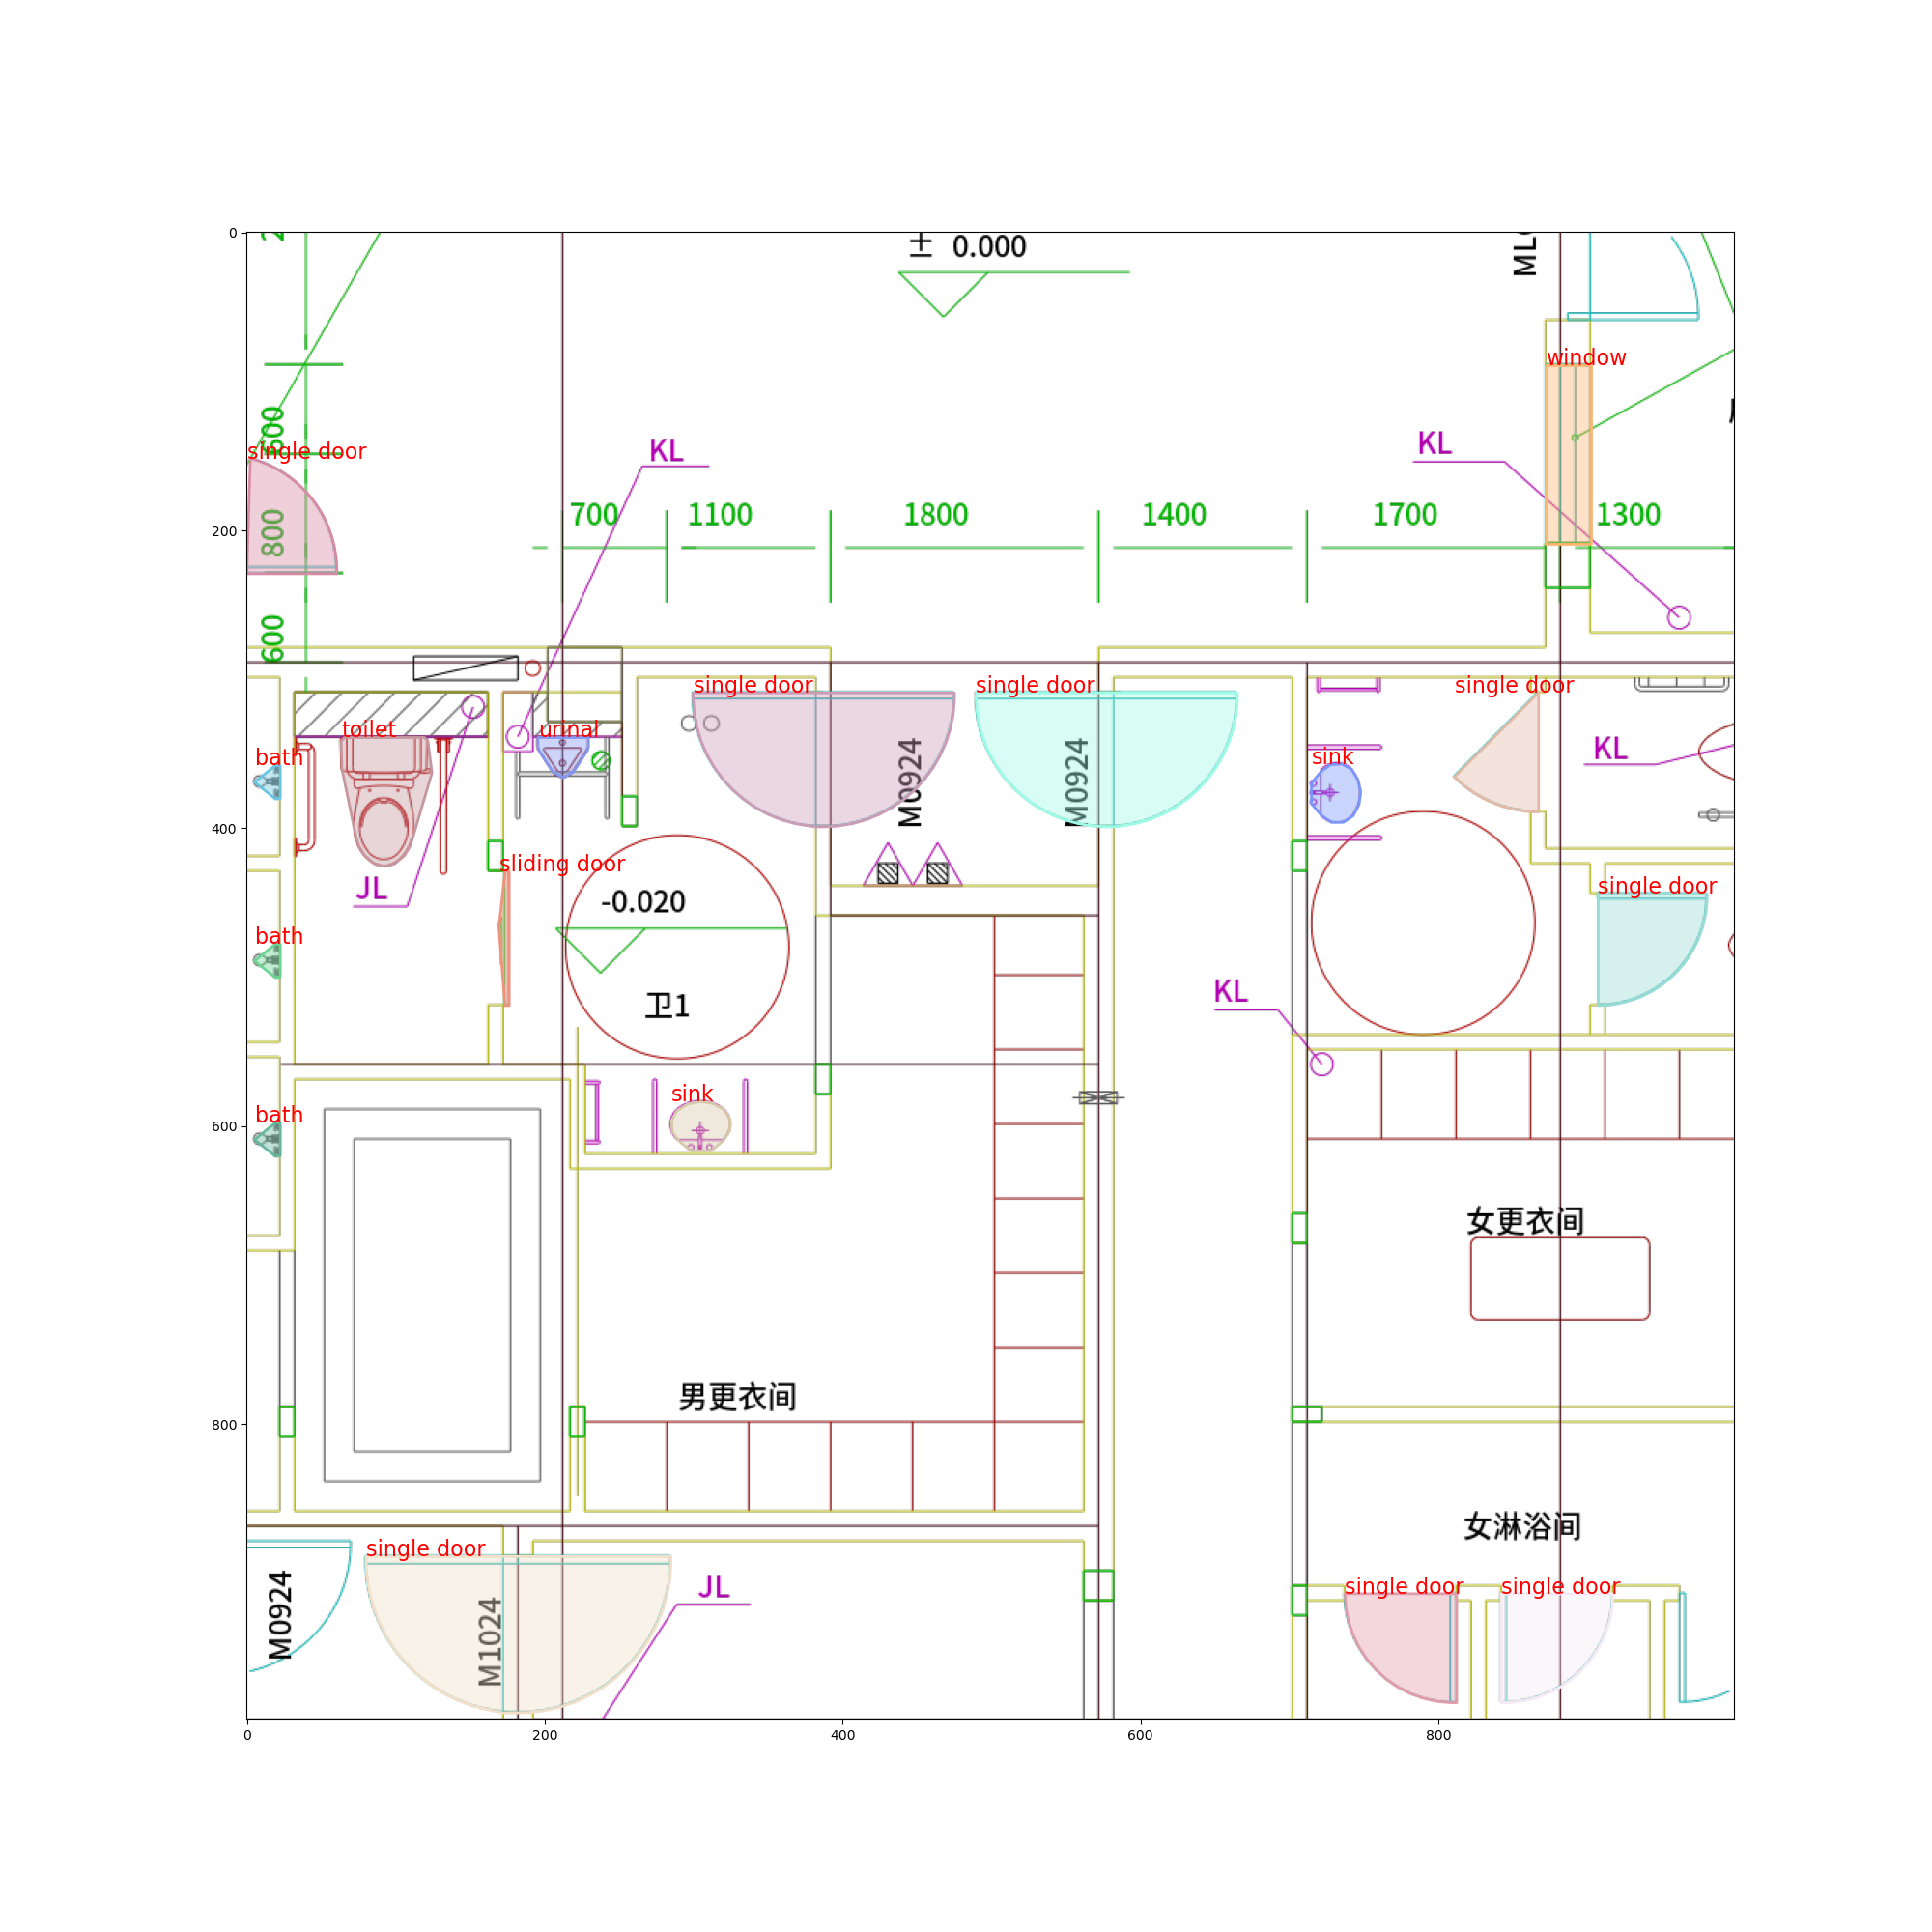 0
200
400
600
800
0
200
400
600
800
± 0.000
window
600
single door
800
600
KL
KL
700
1100
1800
1400
1700
1300
single door
single door
single door
toilet
urinal
bath
sink
KL
M0924
M0924
sliding door
JL
-0.020
single door
bath
卫1
KL
sink
bath
女更衣间
男更衣间
女淋浴间
single door
M0924
M1024
JL
single door
single door